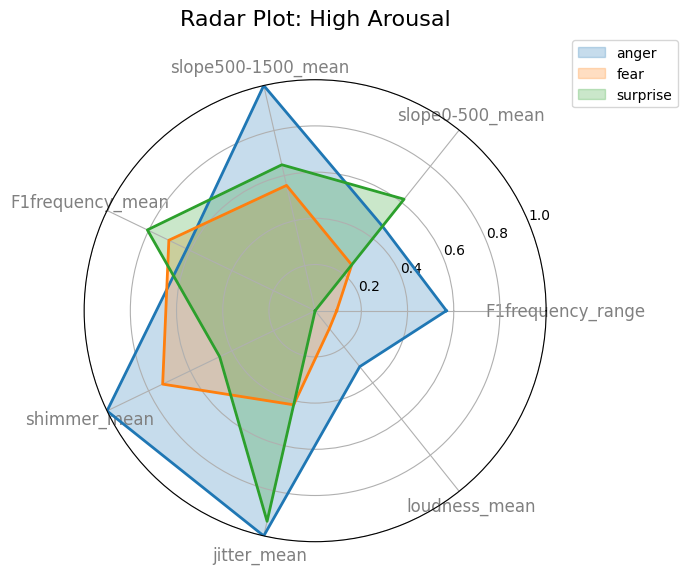 Radar Plot: High Arousal
anger
fear
surprise
slope500-1500_mean
slope0-500_mean
F1frequency_mean
1.0
0.8
0.6
0.4
0.2
F1frequency_range
shimmer_mean
loudness_mean
jitter_mean